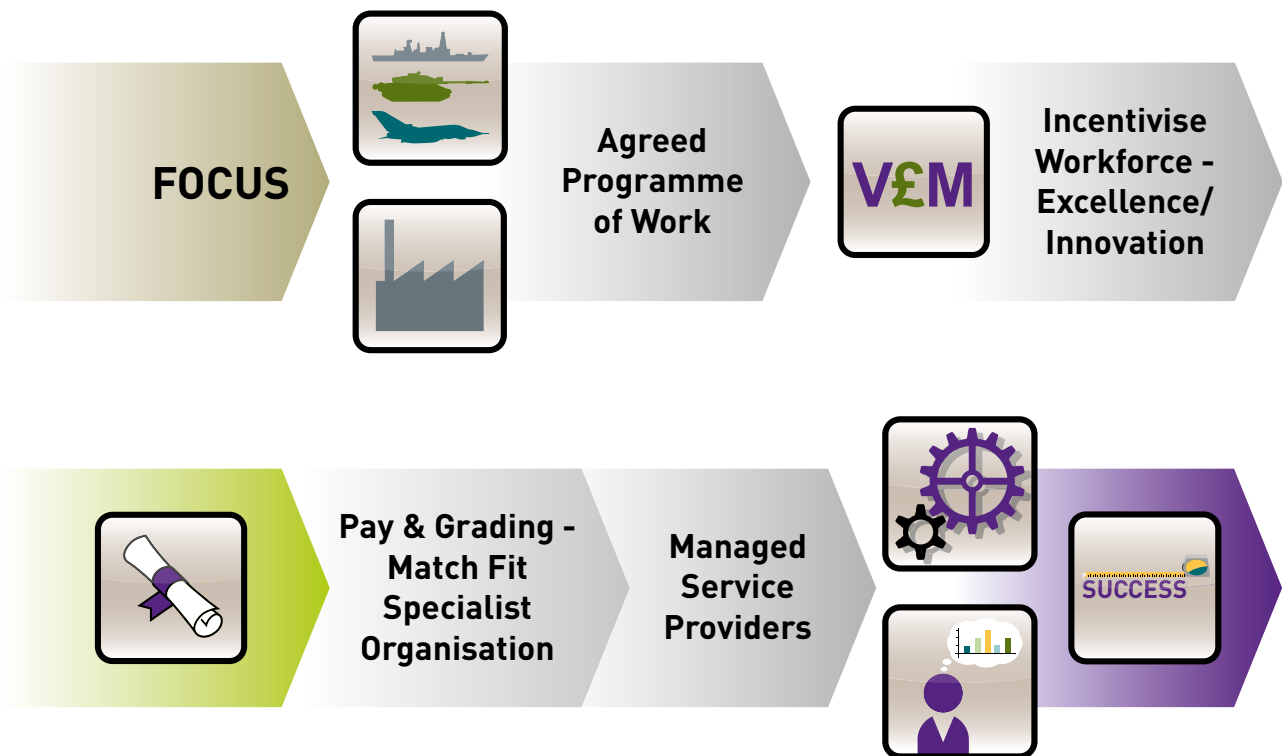 FOCUS
Agreed
Programme
of Work
V£M
Incentivise
Workforce -
Excellence/
Innovation
Pay & Grading -
Match Fit
Specialist
Organisation
Managed
Service
Providers
SUCCESS